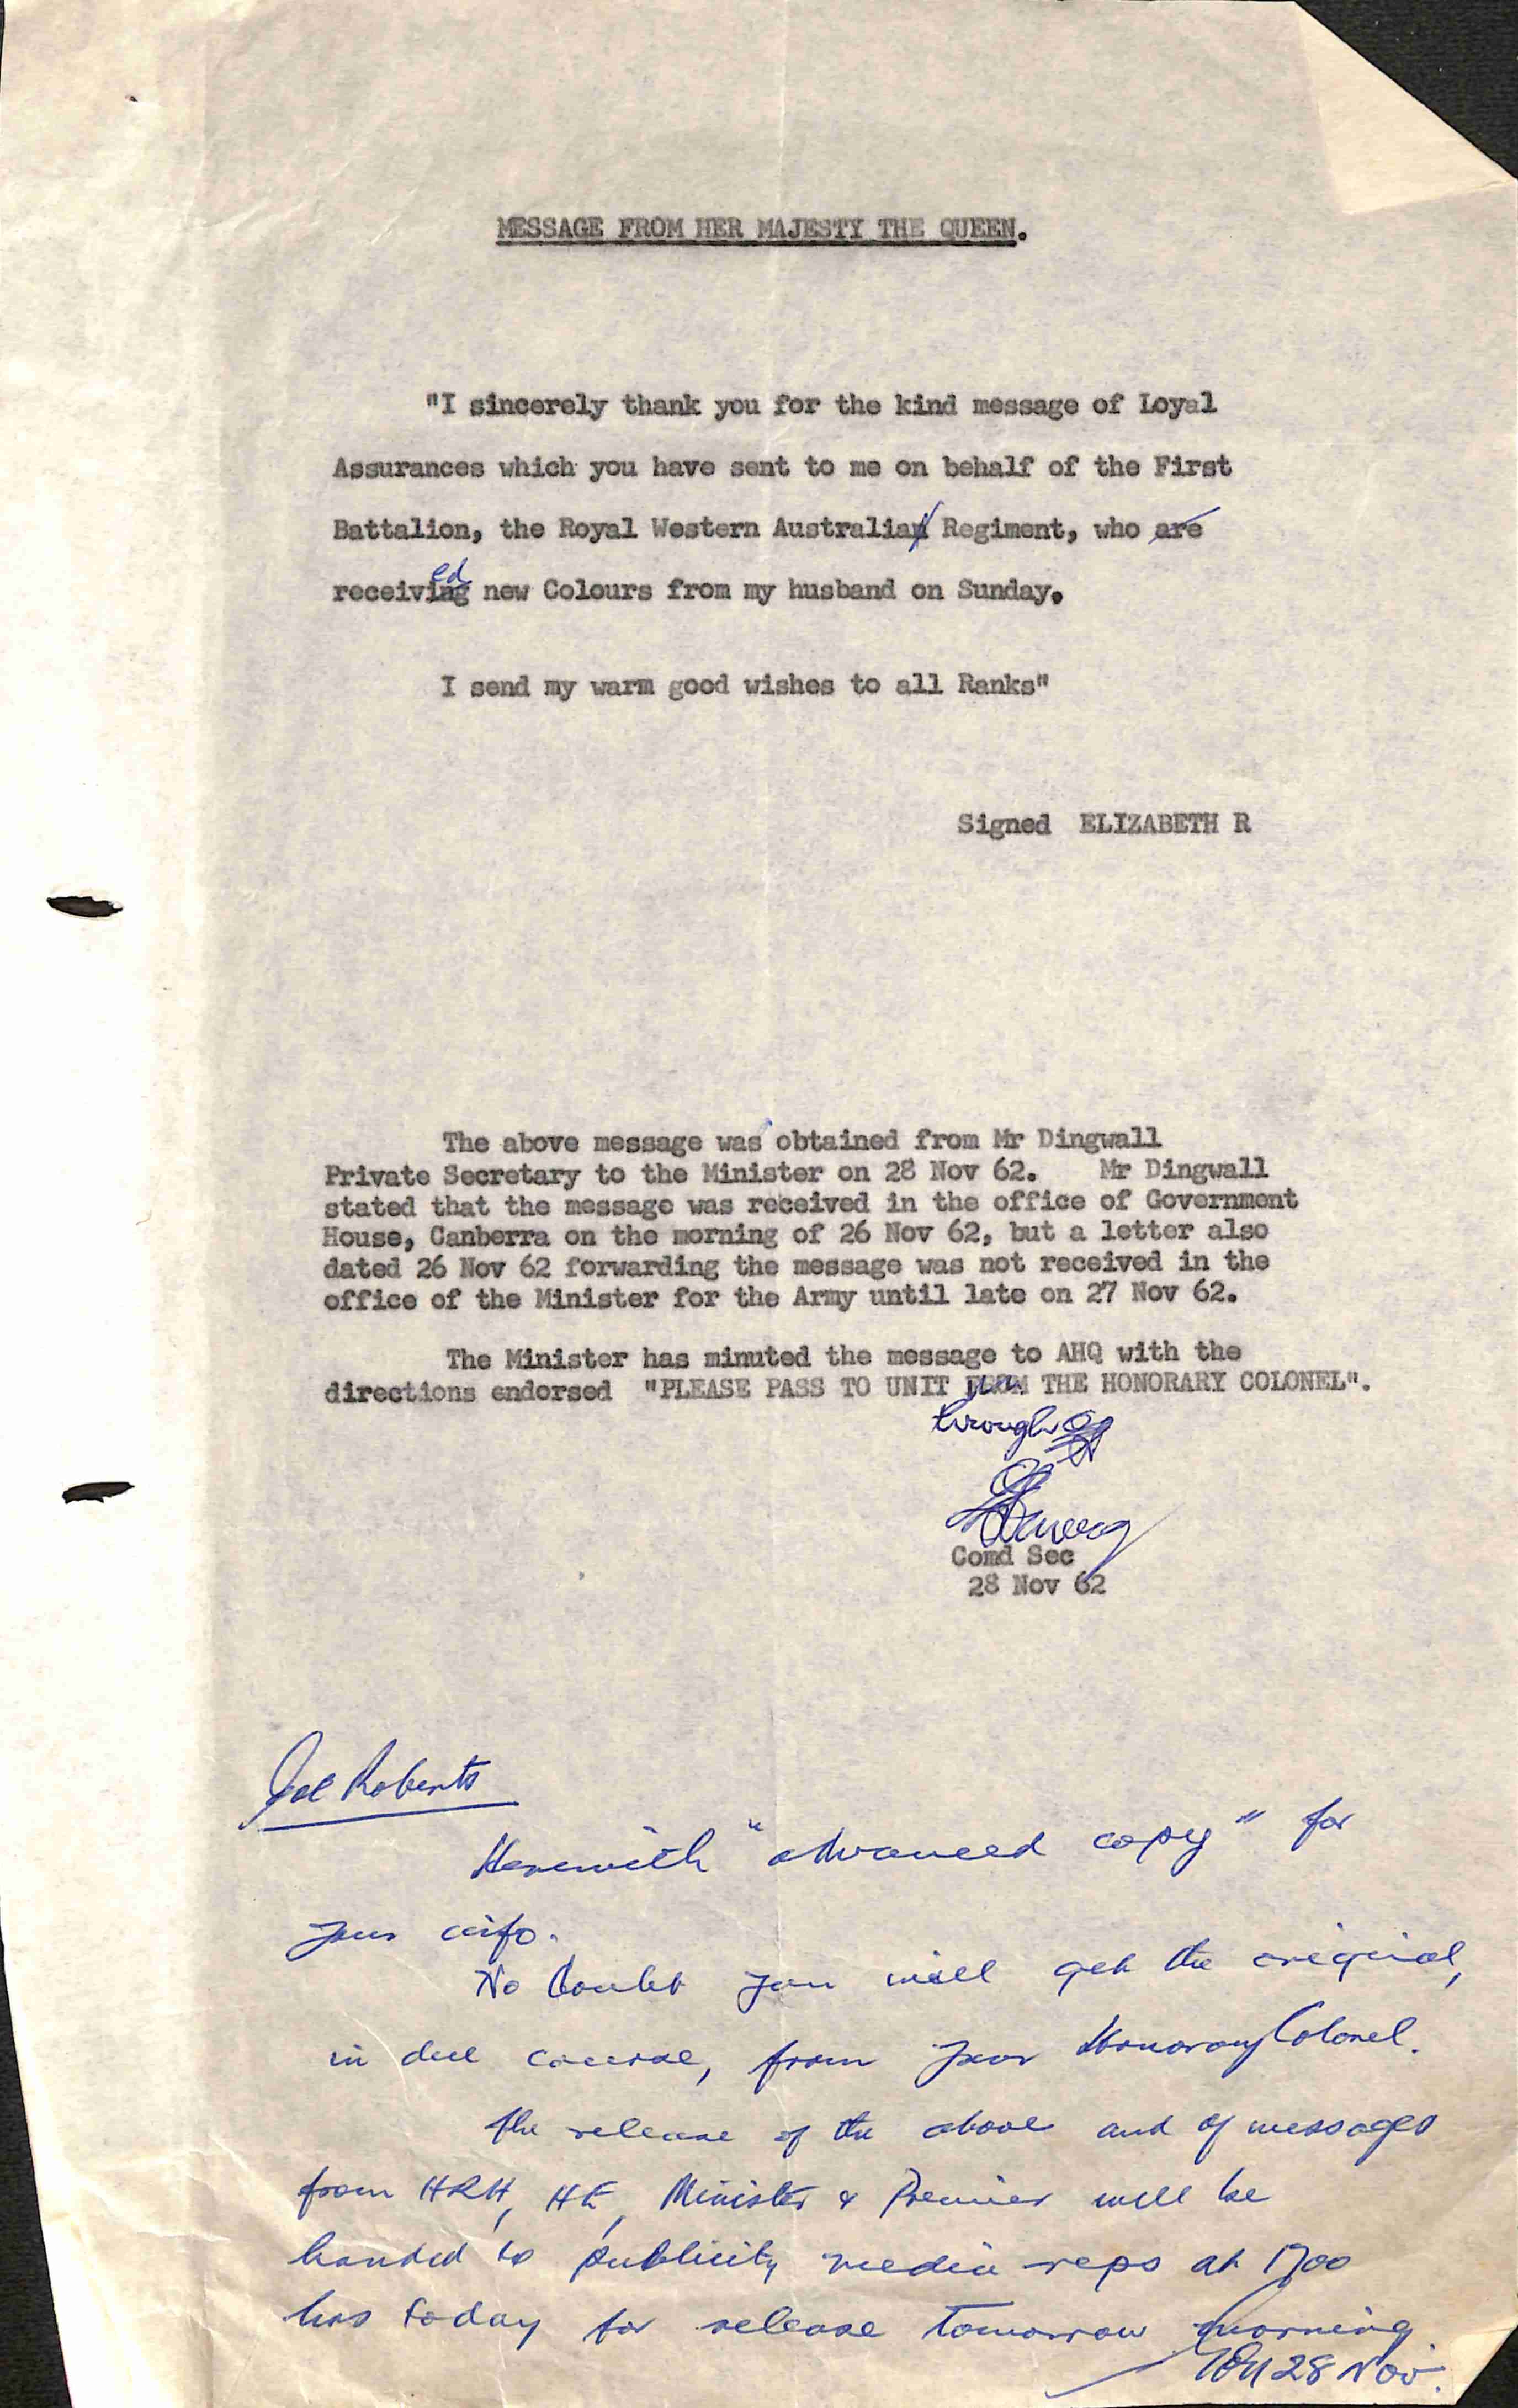 MESSAGE FROM HER MAJESTY THE QUEEN.
"I sincerely thank you for the kind message of Loyal
Assurances which you have sent to me on behalf of the First
Battalion, the Royal Western Australian Regiment, who are
ed
receiving new Colours from my husband on Sunday.
I send my warm good wishes to all Ranks"
Signed ELIZABETH R
The above message was obtained from Mr Dingwall
Private Secretary to the Minister on 28 Nov 62. Mr Dingwall
stated that the message was received in the office of Government
House, Canberra on the morning of 26 Nov 62, but a letter also
dated 26 Nov 62 forwarding the message was not received in the
office of the Minister for the Army until late on 27 Nov 62.
The Minister has minuted the message to AHQ with the
directions endorsed "PLEASE PASS TO UNIT FROM THE HONORARY COLONEL".
through
Comd Sec
28 Nov 62
Col Roberts
Herewith "advanced copy" for
your info.
No doubt you will get the original,
in due course, from your Honorary Colonel.
The release of the above and of messages
from HRH, HE, Minister & Premier will be
handed to publicity media reps at 1700
hrs today for release tomorrow morning
28 Nov.